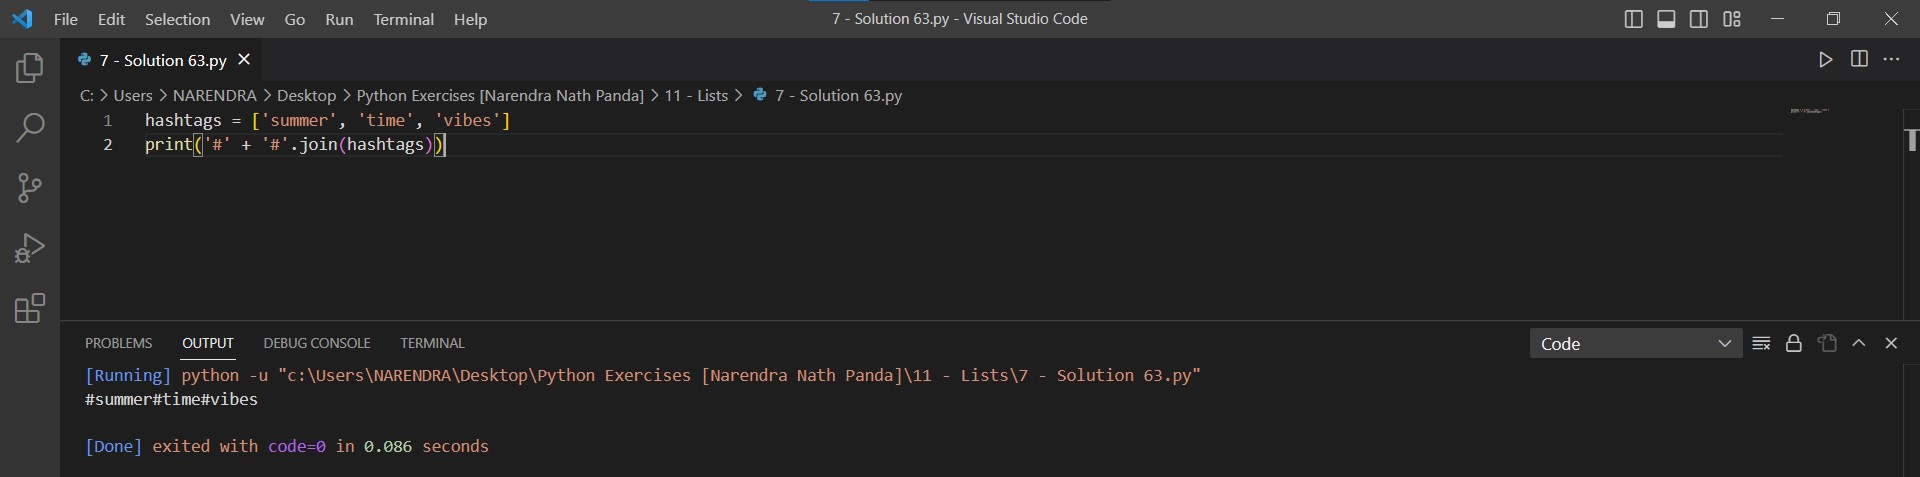 File Edit Selection View Go Run Terminal Help 7 - Solution 63.py - Visual Studio Code
7 - Solution 63.py
C: > Users > NARENDRA > Desktop > Python Exercises [Narendra Nath Panda] > 11 - Lists > 7 - Solution 63.py
1 hashtags = ['summer', 'time', 'vibes']
2 print('#' + '#'.join(hashtags))
PROBLEMS OUTPUT DEBUG CONSOLE TERMINAL Code
[Running] python -u "c:\Users\NARENDRA\Desktop\Python Exercises [Narendra Nath Panda]\11 - Lists\7 - Solution 63.py"
#summer#time#vibes
[Done] exited with code=0 in 0.086 seconds